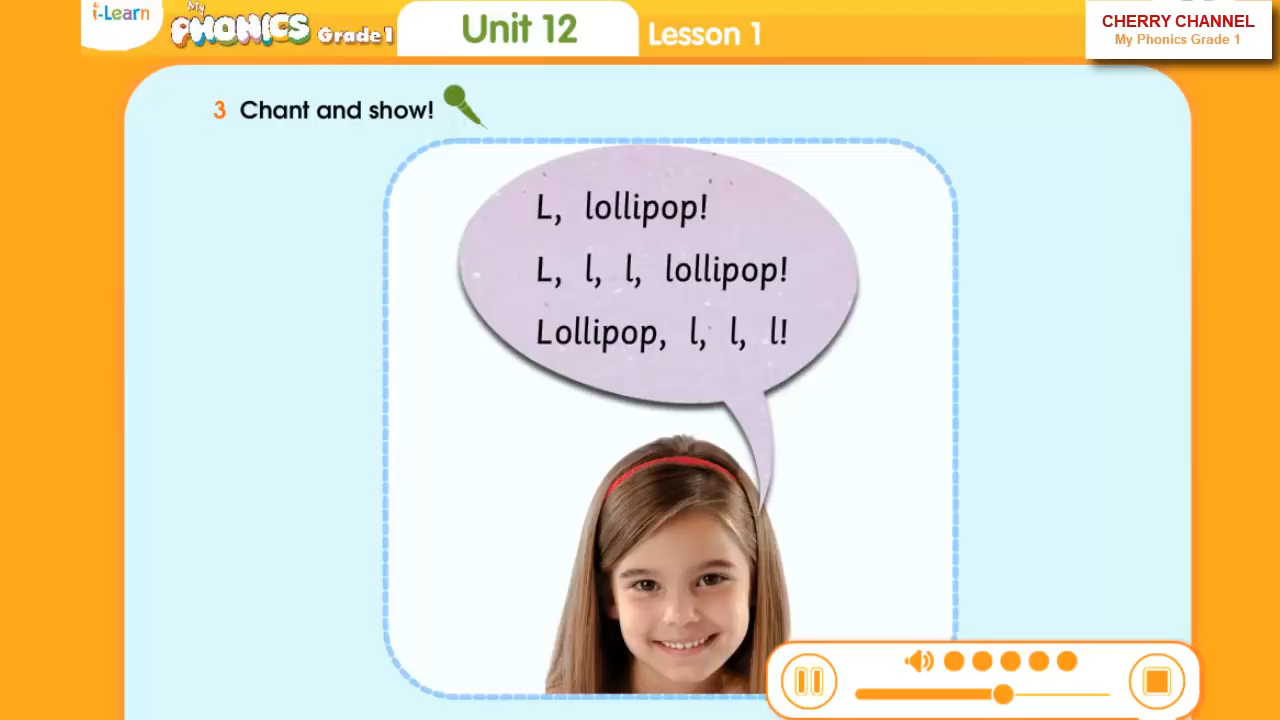 i-Learn
My
PHONICS Grade 1
Unit 12
Lesson 1
CHERRY CHANNEL
My Phonics Grade 1
3 Chant and show!
L, lollipop!
L, l, l, lollipop!
Lollipop, l, l, l!